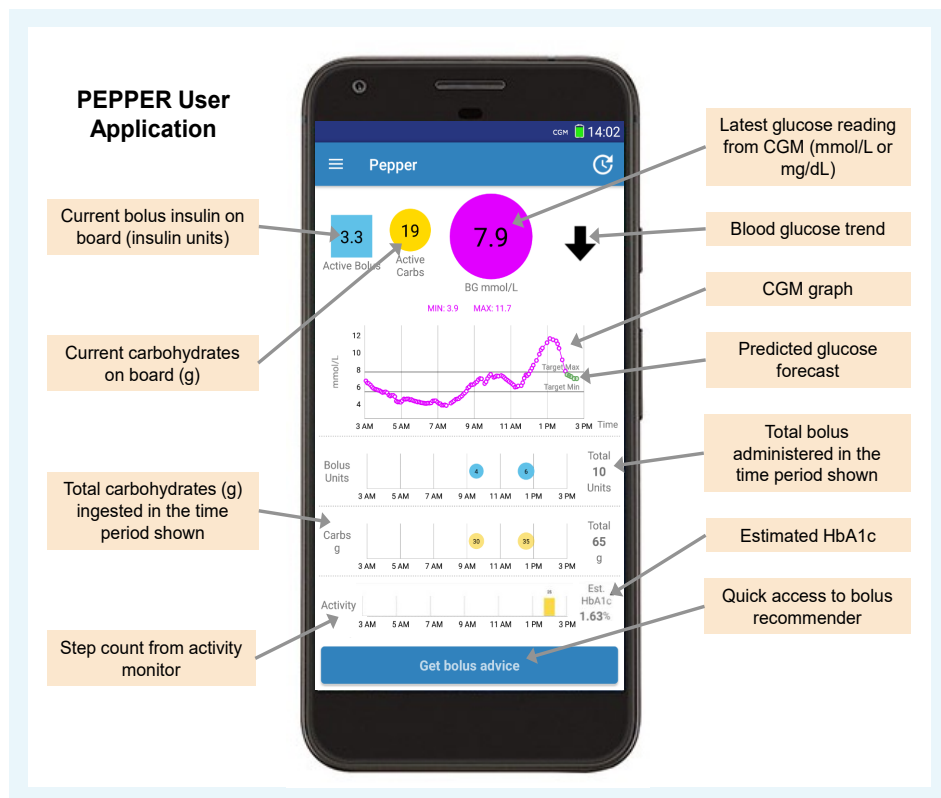 PEPPER User
Application
CGM 14:02
Pepper
Latest glucose reading
from CGM (mmol/L or
mg/dL)
Current bolus insulin on
board (insulin units)
3.3
Active Bolus
19
Active
Carbs
7.9
BG mmol/L
Blood glucose trend
MIN: 3.9 MAX: 11.7
CGM graph
Current carbohydrates
on board (g)
mmol/L
12
10
8
6
4
Target Max
Target Min
3 AM 5 AM 7 AM 9 AM 11 AM 1 PM 3 PM Time
Predicted glucose
forecast
Bolus
Units
4
6
Total
10
Units
3 AM 5 AM 7 AM 9 AM 11 AM 1 PM 3 PM
Total bolus
administered in the
time period shown
Total carbohydrates (g)
ingested in the time
period shown
Carbs
g
30
35
Total
65
g
3 AM 5 AM 7 AM 9 AM 11 AM 1 PM 3 PM
Estimated HbA1c
Activity
Est.
HbA1c
1.63%
3 AM 5 AM 7 AM 9 AM 11 AM 1 PM 3 PM
Quick access to bolus
recommender
Step count from activity
monitor
Get bolus advice